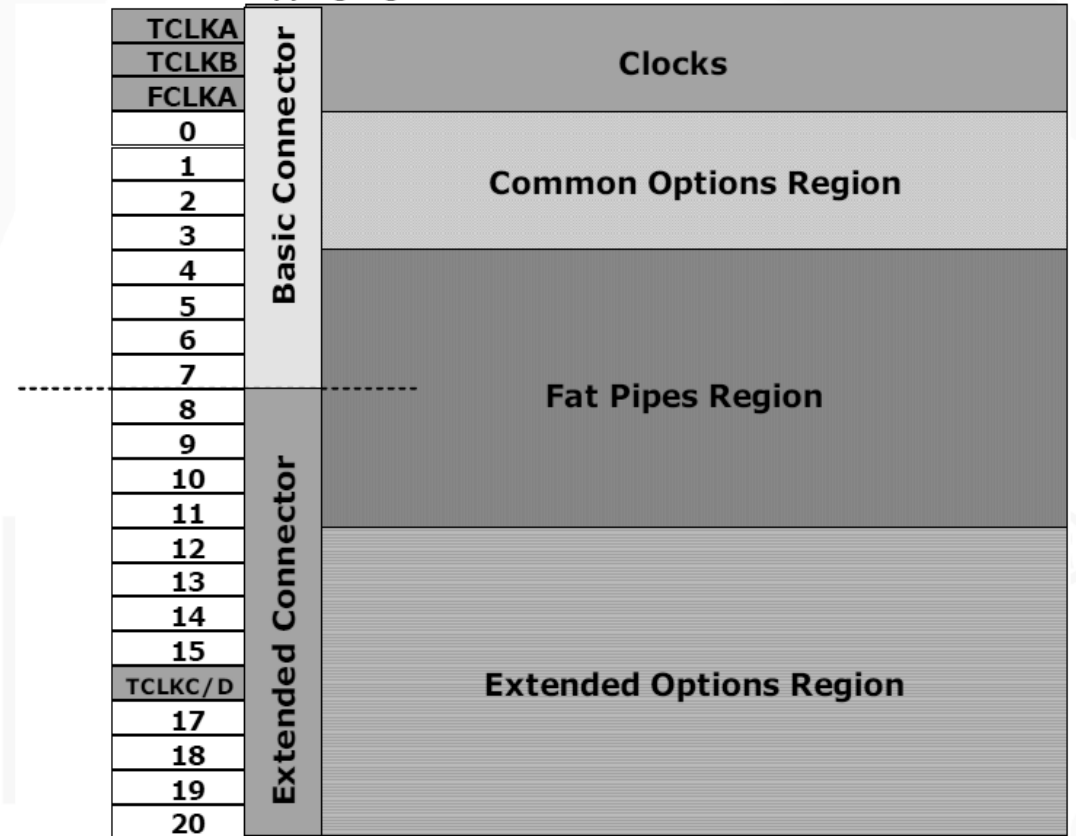 TCLKA
TCLKB
FCLKA
0
1
2
3
4
5
6
7
8
9
10
11
12
13
14
15
TCLKC/D
17
18
19
20
Basic Connector
Extended Connector
Clocks
Common Options Region
Fat Pipes Region
Extended Options Region